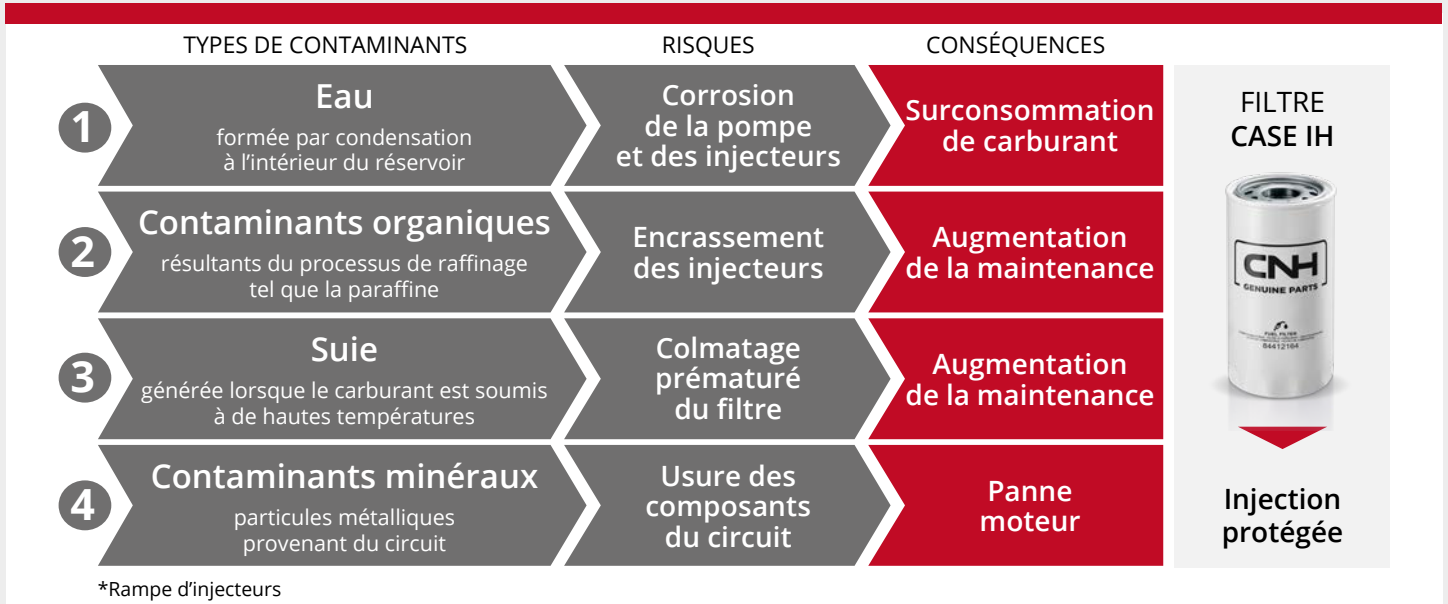 TYPES DE CONTAMINANTS
RISQUES
CONSÉQUENCES
1
Eau
formée par condensation
à l’intérieur du réservoir
Corrosion
de la pompe
et des injecteurs
Surconsommation
de carburant
2
Contaminants organiques
résultants du processus de raffinage
tel que la paraffine
Encrassement
des injecteurs
Augmentation
de la maintenance
3
Suie
générée lorsque le carburant est soumis
à de hautes températures
Colmatage
prématuré
du filtre
Augmentation
de la maintenance
4
Contaminants minéraux
particules métalliques
provenant du circuit
Usure des
composants
du circuit
Panne
moteur
FILTRE
CASE IH
CNH
GENUINE PARTS
FUEL FILTER
84412164
Injection
protégée
*Rampe d’injecteurs